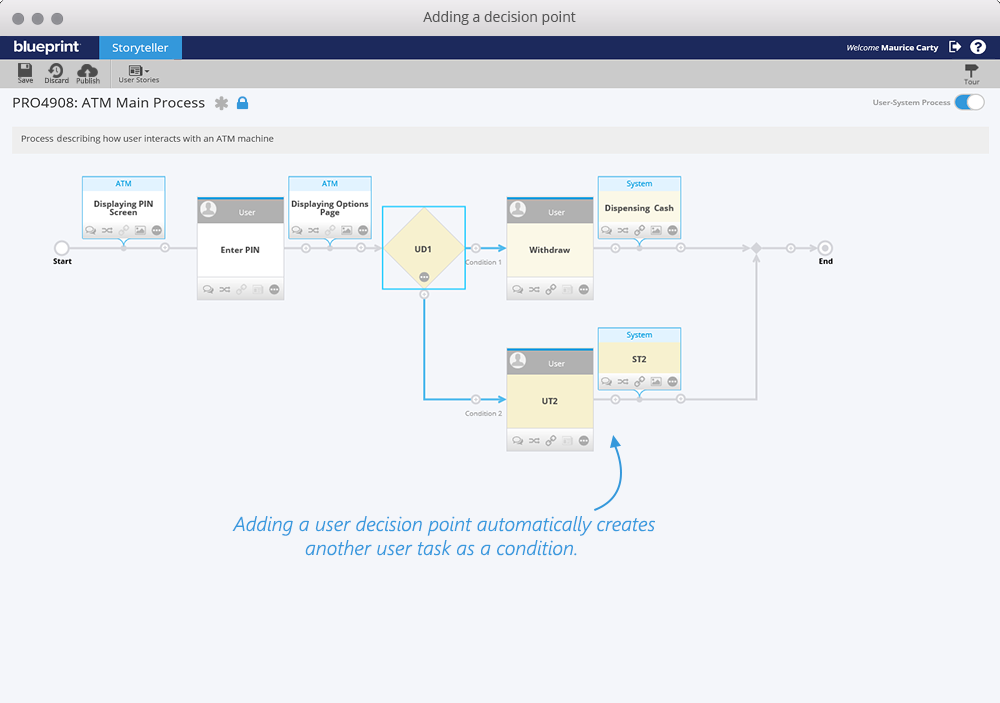 Adding a decision point
blueprint Storyteller Welcome Maurice Carty
Save Discard Publish User Stories Tour
PRO4908: ATM Main Process User-System Process
Process describing how user interacts with an ATM machine
ATM
Displaying PIN
Screen
User
Enter PIN
ATM
Displaying Options
Page
UD1
User
Withdraw
System
Dispensing Cash
Start
Condition 1
End
User
UT2
System
ST2
Condition 2
Adding a user decision point automatically creates
another user task as a condition.